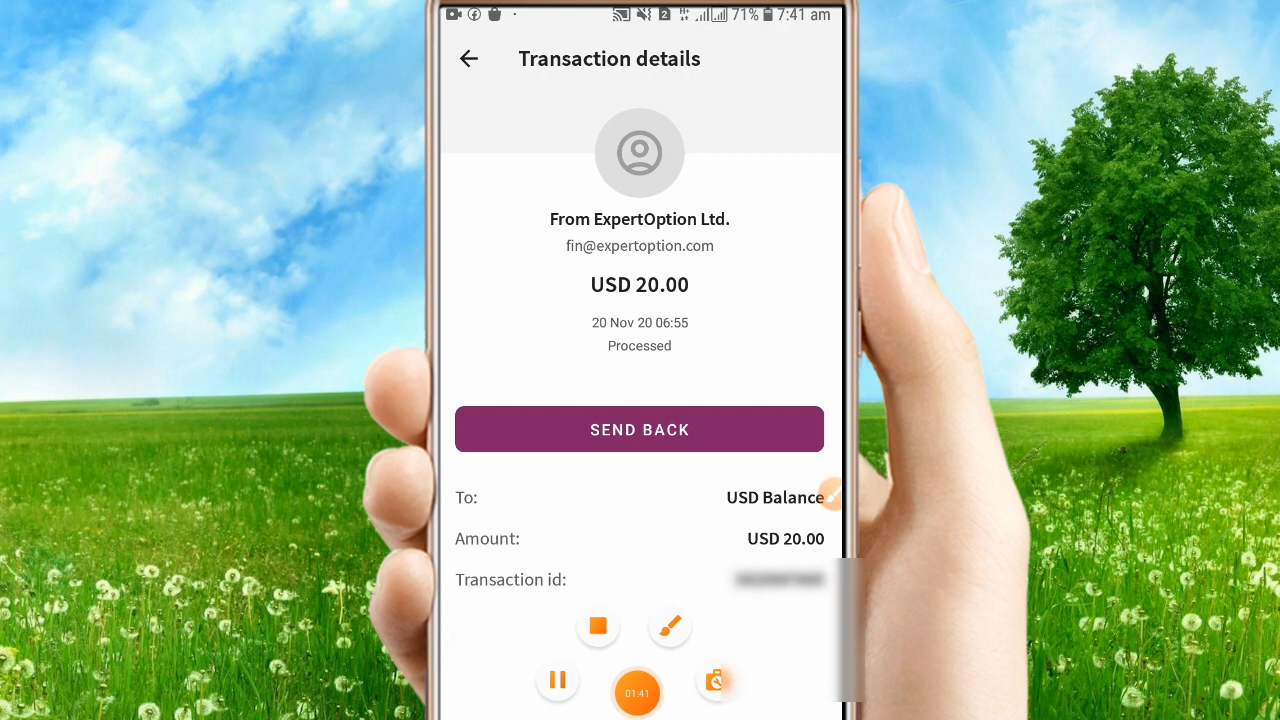 2 71% 7:41 am
Transaction details
From ExpertOption Ltd.
fin@expertoption.com
USD 20.00
20 Nov 20 06:55
Processed
SEND BACK
To: USD Balance
Amount: USD 20.00
Transaction id:
01:41